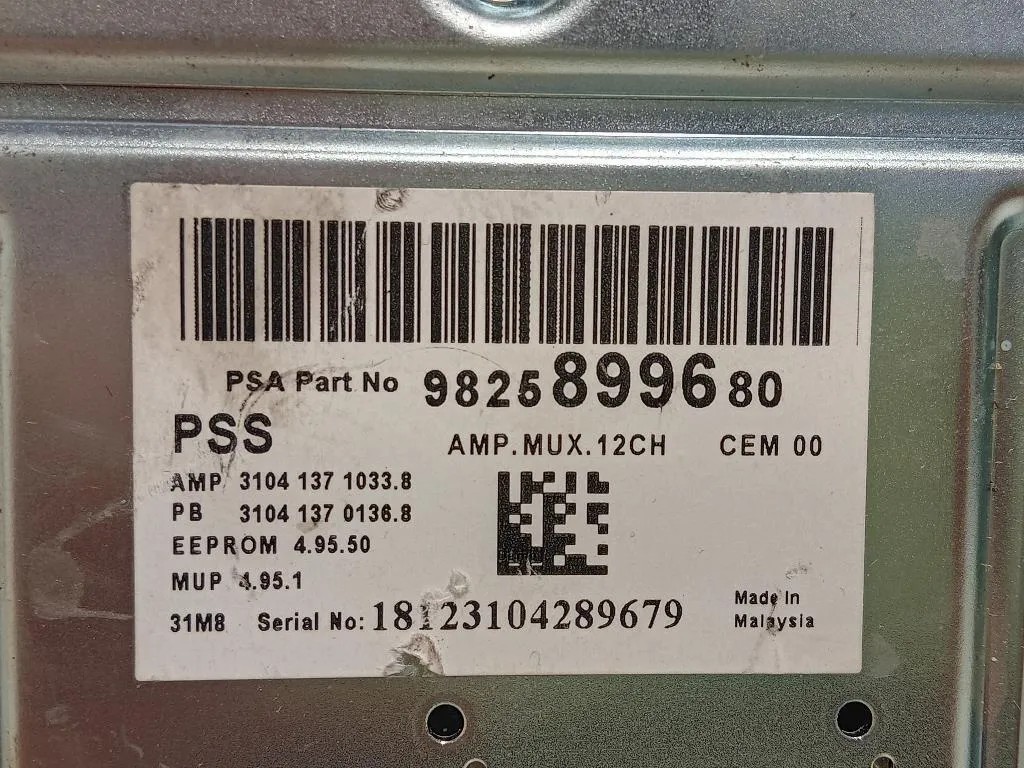 PSA Part No 9825899680
PSS
AMP.MUX.12CH CEM 00
AMP 3104 137 1033.8
PB 3104 137 0136.8
EEPROM 4.95.50
MUP 4.95.1
31M8 Serial No: 18123104289679
Made In
Malaysia